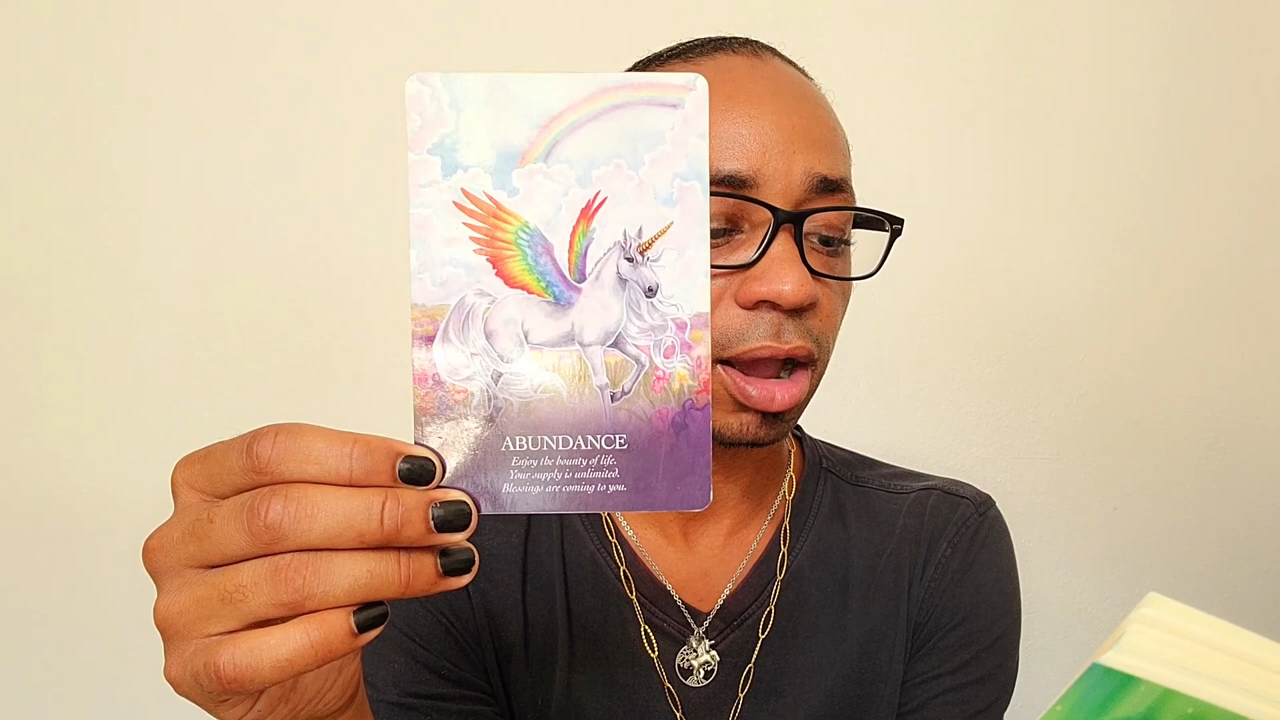 ABUNDANCE
Enjoy the bounty of life.
Your supply is unlimited.
Blessings are coming to you.